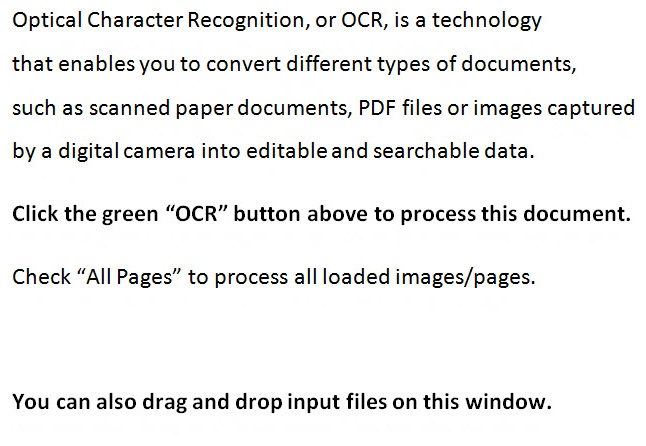 Optical Character Recognition, or OCR, is a technology
that enables you to convert different types of documents,
such as scanned paper documents, PDF files or images captured
by a digital camera into editable and searchable data.
Click the green “OCR” button above to process this document.
Check “All Pages” to process all loaded images/pages.
You can also drag and drop input files on this window.